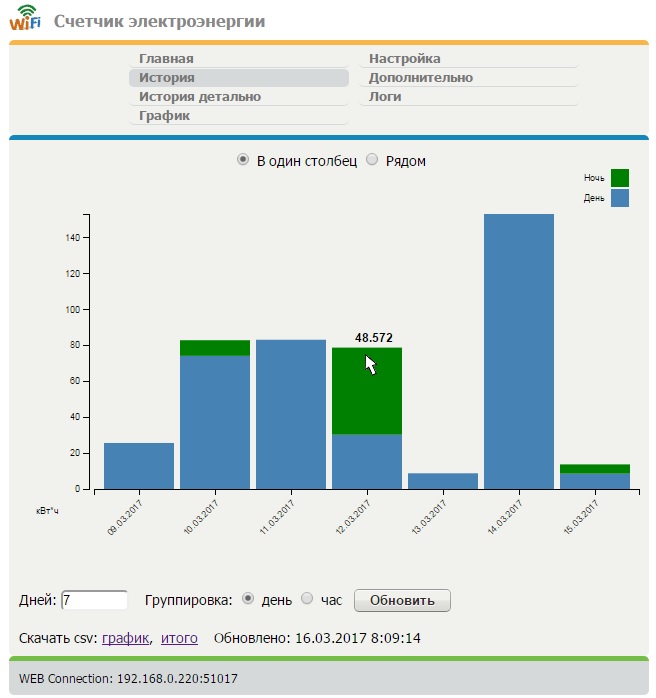 WiFi Счетчик электроэнергии
Главная
История
История детально
График
Настройка
Дополнительно
Логи
В один столбец Рядом
Ночь
День
140
120
100
80
60
40
20
0
48.572
кВт*ч
09.03.2017
10.03.2017
11.03.2017
12.03.2017
13.03.2017
14.03.2017
15.03.2017
Дней: 7 Группировка: день час Обновить
Скачать csv: график, итого Обновлено: 16.03.2017 8:09:14
WEB Connection: 192.168.0.220:51017